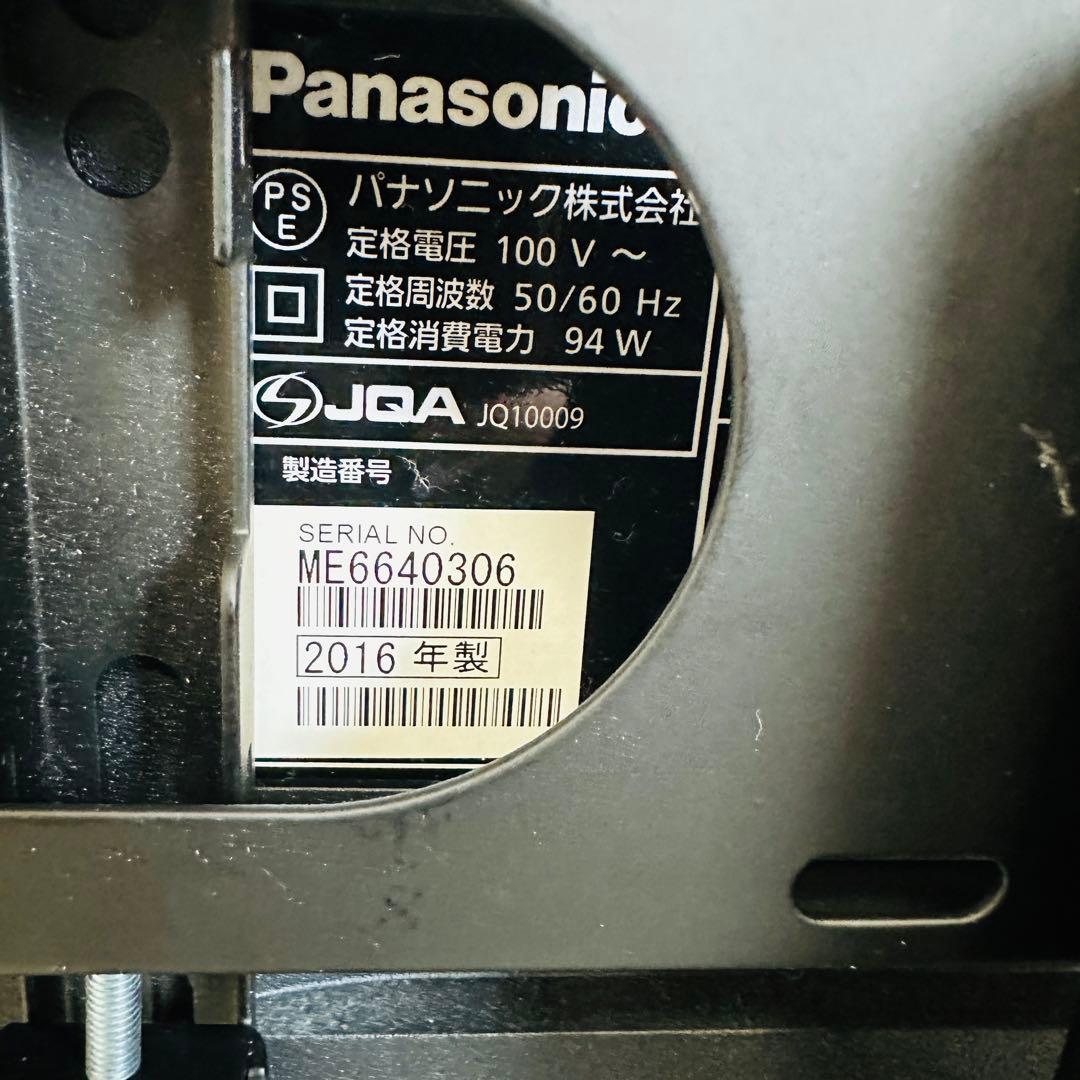 Panasonic
PS
E
パナソニック株式会社
定格電圧 100 V ～
定格周波数 50/60 Hz
定格消費電力 94 W
JQA JQ10009
製造番号
SERIAL NO.
ME6640306
2016 年製